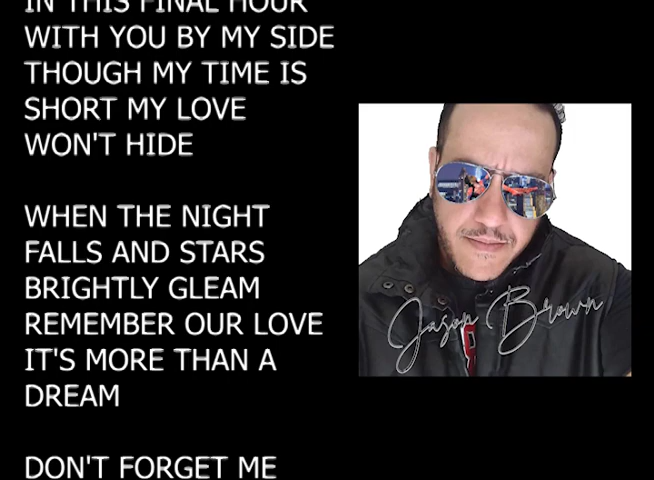 IN THIS FINAL HOUR
WITH YOU BY MY SIDE
THOUGH MY TIME IS
SHORT MY LOVE
WON'T HIDE
WHEN THE NIGHT
FALLS AND STARS
BRIGHTLY GLEAM
REMEMBER OUR LOVE
IT'S MORE THAN A
DREAM
DON'T FORGET ME
Jason Brown